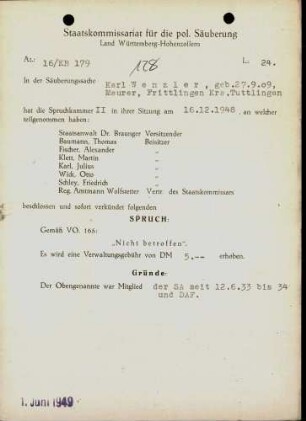 Staatskommissariat für die pol. Säuberung
Land Württemberg-Hohenzollern
Az.: 16/KB 179 128 L. 24.
In der Säuberungssache Karl Wenzler, geb.27.9.09,
Maurer, Frittlingen Krs.Tuttlingen
hat die Spruchkammer II in ihrer Sitzung am 16.12.1948, an welcher
teilgenommen haben:
Staatsanwalt Dr. Braunger Vorsitzender
Baumann, Thomas Beisitzer
Fischer, Alexander „
Klett, Martin „
Karl, Julius „
Wick, Otto „
Schley, Friedrich „
Reg. Amtmann Wolfsetter Vertr. des Staatskommissars
beschlossen und sofort verkündet folgenden
SPRUCH:
Gemäß VO. 166:
„Nicht betroffen".
Es wird eine Verwaltungsgebühr von DM 5.-- erhoben.
Gründe:
Der Obengenannte war Mitglied der SA seit 12.6.33 bis 34
und DAF.
1. Juni 1949